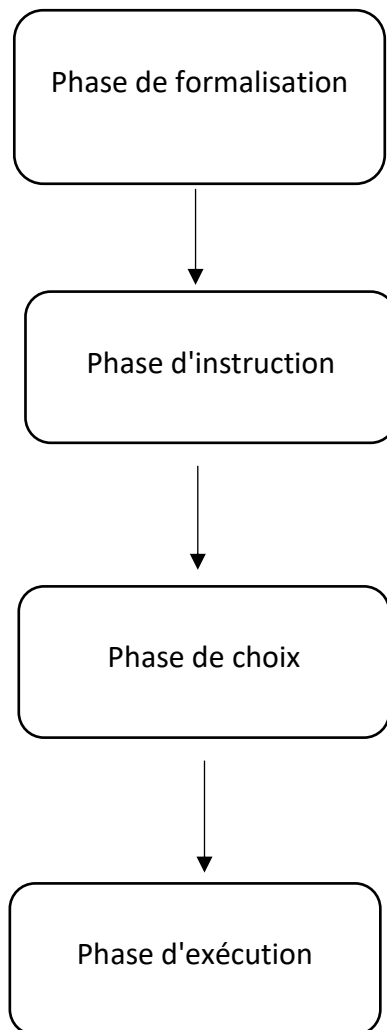 Phase de formalisation
Phase d'instruction
Phase de choix
Phase d'exécution